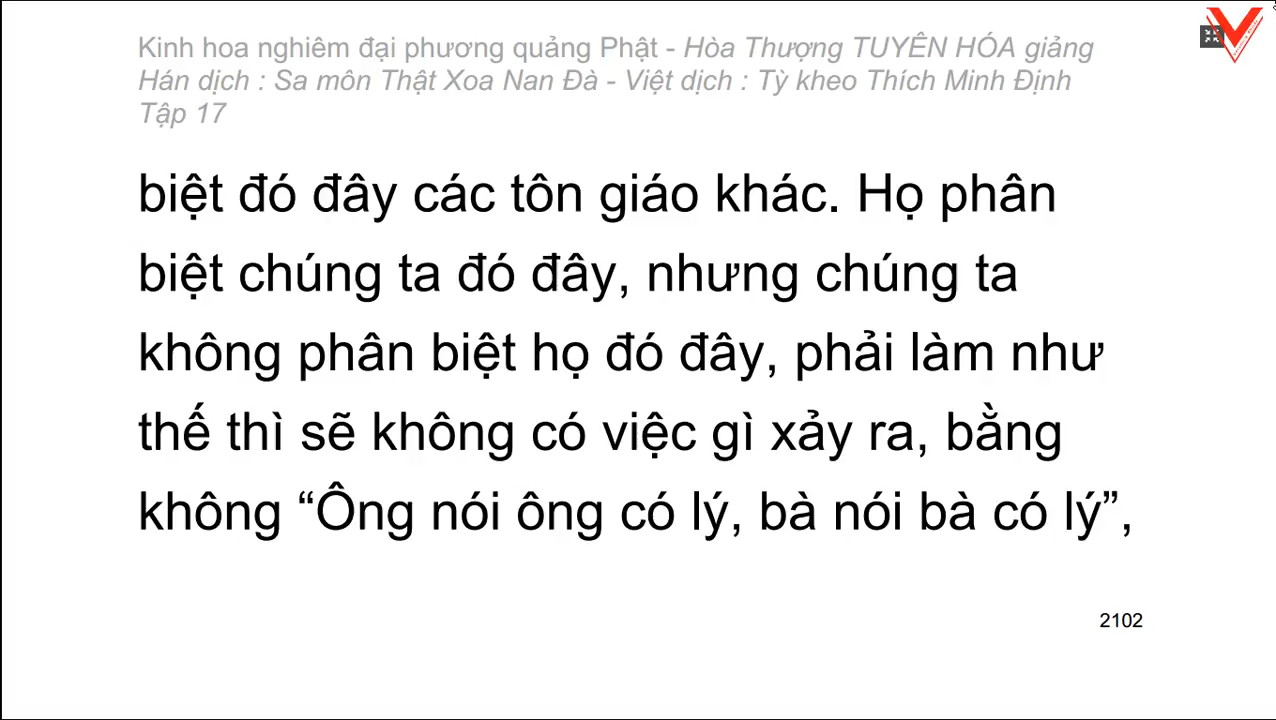 Kinh hoa nghiêm đại phương quảng Phật - Hòa Thượng TUYÊN HÓA giảng
Hán dịch : Sa môn Thật Xoa Nan Đà - Việt dịch : Tỳ kheo Thích Minh Định
Tập 17
biệt đó đây các tôn giáo khác. Họ phân
biệt chúng ta đó đây, nhưng chúng ta
không phân biệt họ đó đây, phải làm như
thế thì sẽ không có việc gì xảy ra, bằng
không “Ông nói ông có lý, bà nói bà có lý”,
2102